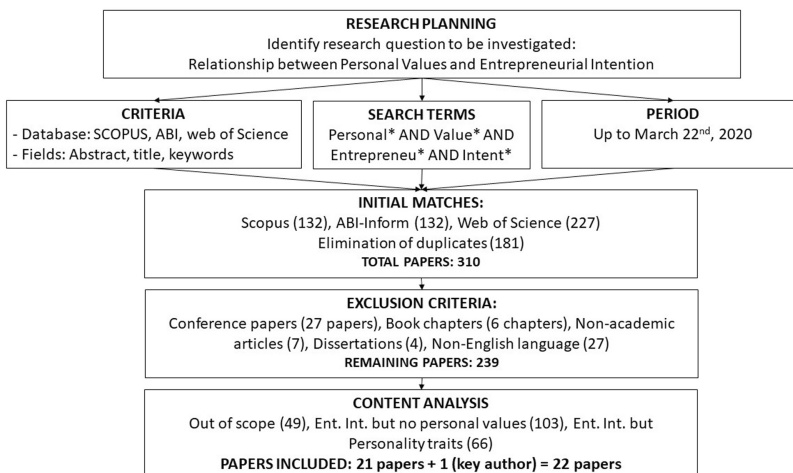 RESEARCH PLANNING
Identify research question to be investigated:
Relationship between Personal Values and Entrepreneurial Intention
CRITERIA
- Database: SCOPUS, ABI, web of Science
- Fields: Abstract, title, keywords
SEARCH TERMS
Personal* AND Value* AND
Entrepreneu* AND Intent*
PERIOD
Up to March 22nd, 2020
INITIAL MATCHES:
Scopus (132), ABI-Inform (132), Web of Science (227)
Elimination of duplicates (181)
TOTAL PAPERS: 310
EXCLUSION CRITERIA:
Conference papers (27 papers), Book chapters (6 chapters), Non-academic
articles (7), Dissertations (4), Non-English language (27)
REMAINING PAPERS: 239
CONTENT ANALYSIS
Out of scope (49), Ent. Int. but no personal values (103), Ent. Int. but
Personality traits (66)
PAPERS INCLUDED: 21 papers + 1 (key author) = 22 papers